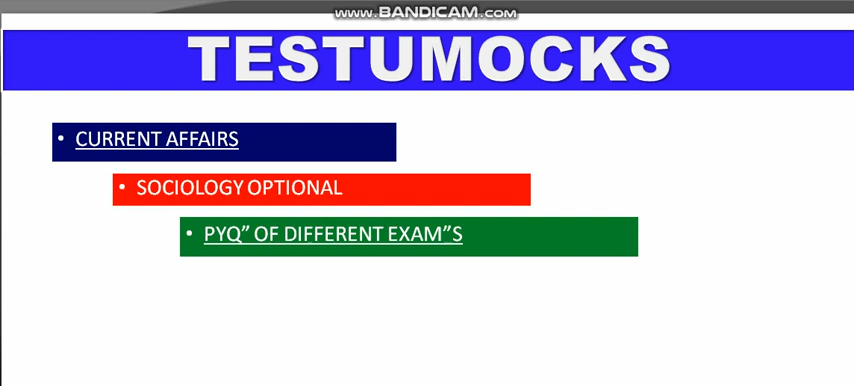 www.BANDICAM.com
TESTUMOCKS
• CURRENT AFFAIRS
• SOCIOLOGY OPTIONAL
• PYQ” OF DIFFERENT EXAM”S